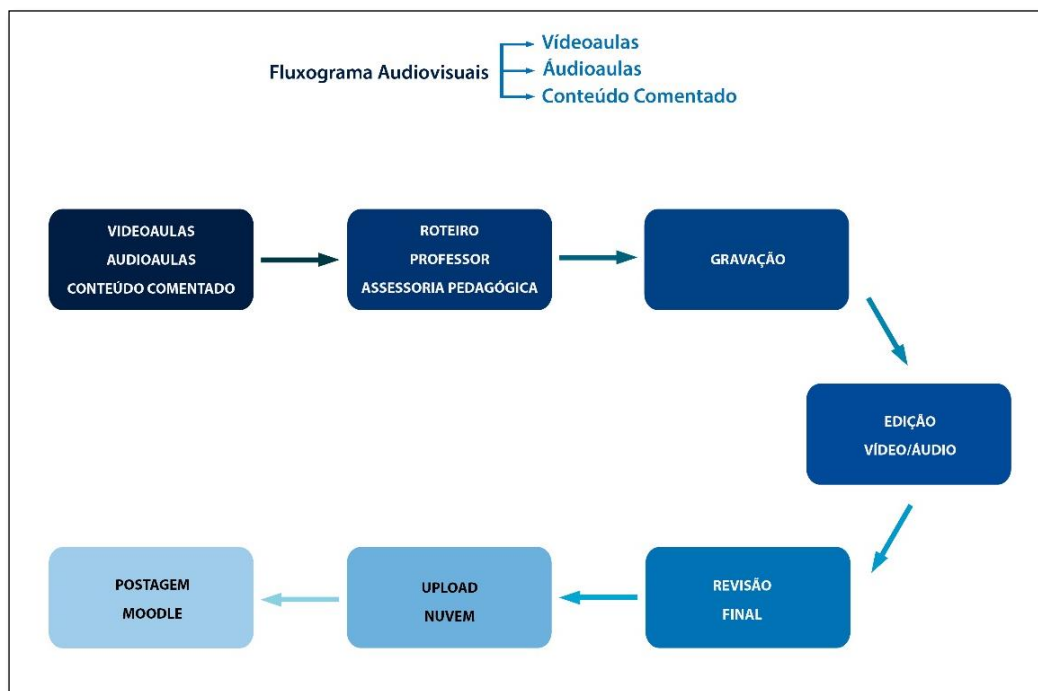 Fluxograma Audiovisuais
Vídeoaulas
Áudioaulas
Conteúdo Comentado
VIDEOAULAS
AUDIOAULAS
CONTEÚDO COMENTADO
ROTEIRO
PROFESSOR
ASSESSORIA PEDAGÓGICA
GRAVAÇÃO
EDIÇÃO
VÍDEO/ÁUDIO
REVISÃO
FINAL
UPLOAD
NUVEM
POSTAGEM
MOODLE